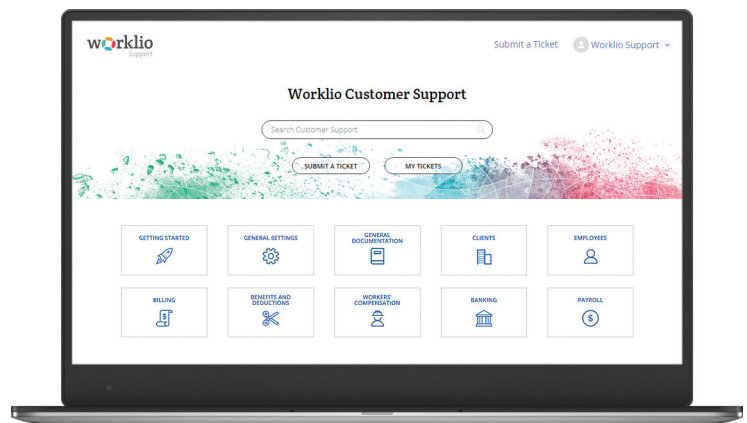 worklio
Support
Submit a Ticket
Worklio Support
Worklio Customer Support
Search Customer Support
SUBMIT A TICKET
MY TICKETS
GETTING STARTED
GENERAL SETTINGS
GENERAL
DOCUMENTATION
CLIENTS
EMPLOYEES
BILLING
BENEFITS AND
DEDUCTIONS
WORKERS'
COMPENSATION
BANKING
PAYROLL